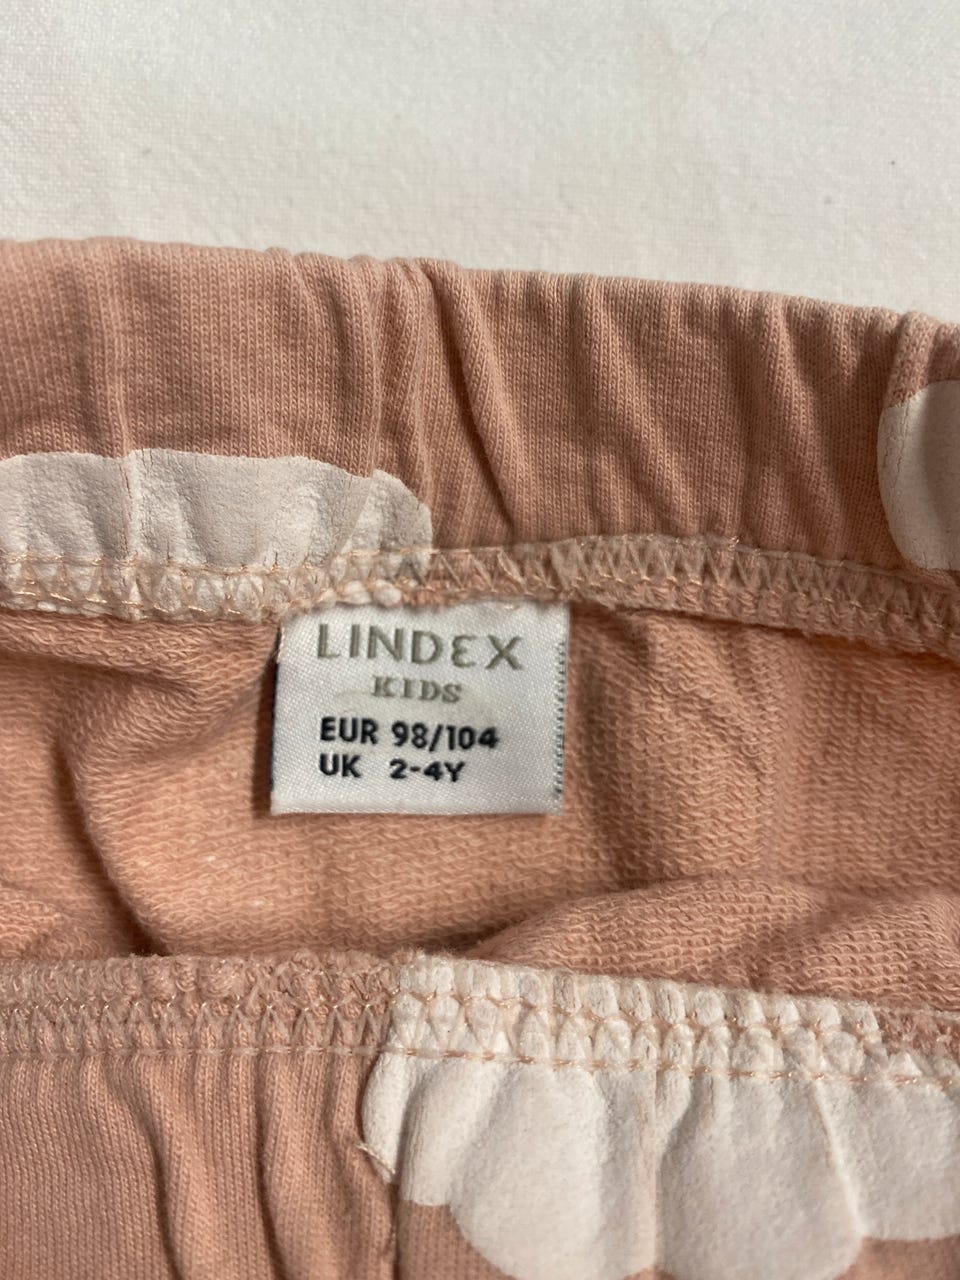 LINDEX
KIDS
EUR 98/104
UK 2-4Y